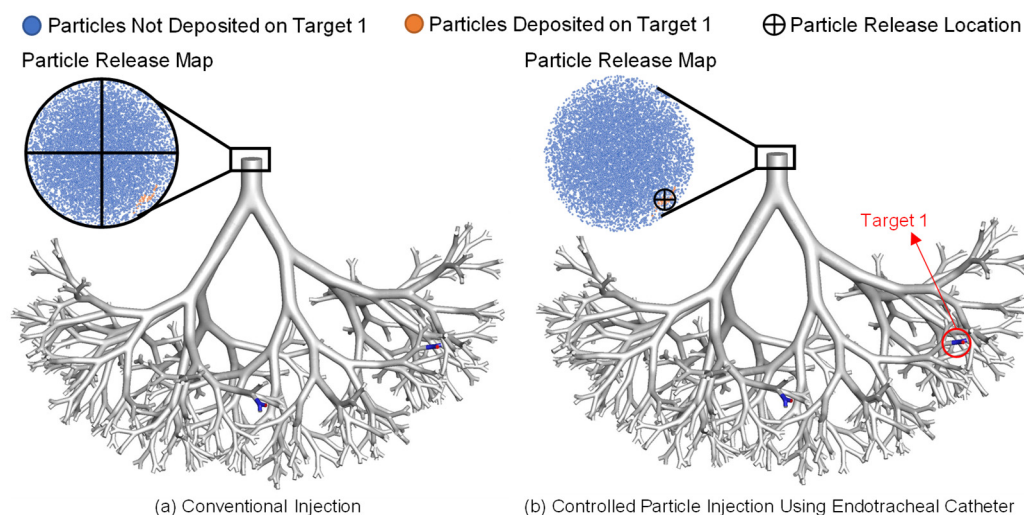 Particles Not Deposited on Target 1
Particles Deposited on Target 1
Particle Release Location
Particle Release Map
Particle Release Map
Target 1
(a) Conventional Injection
(b) Controlled Particle Injection Using Endotracheal Catheter